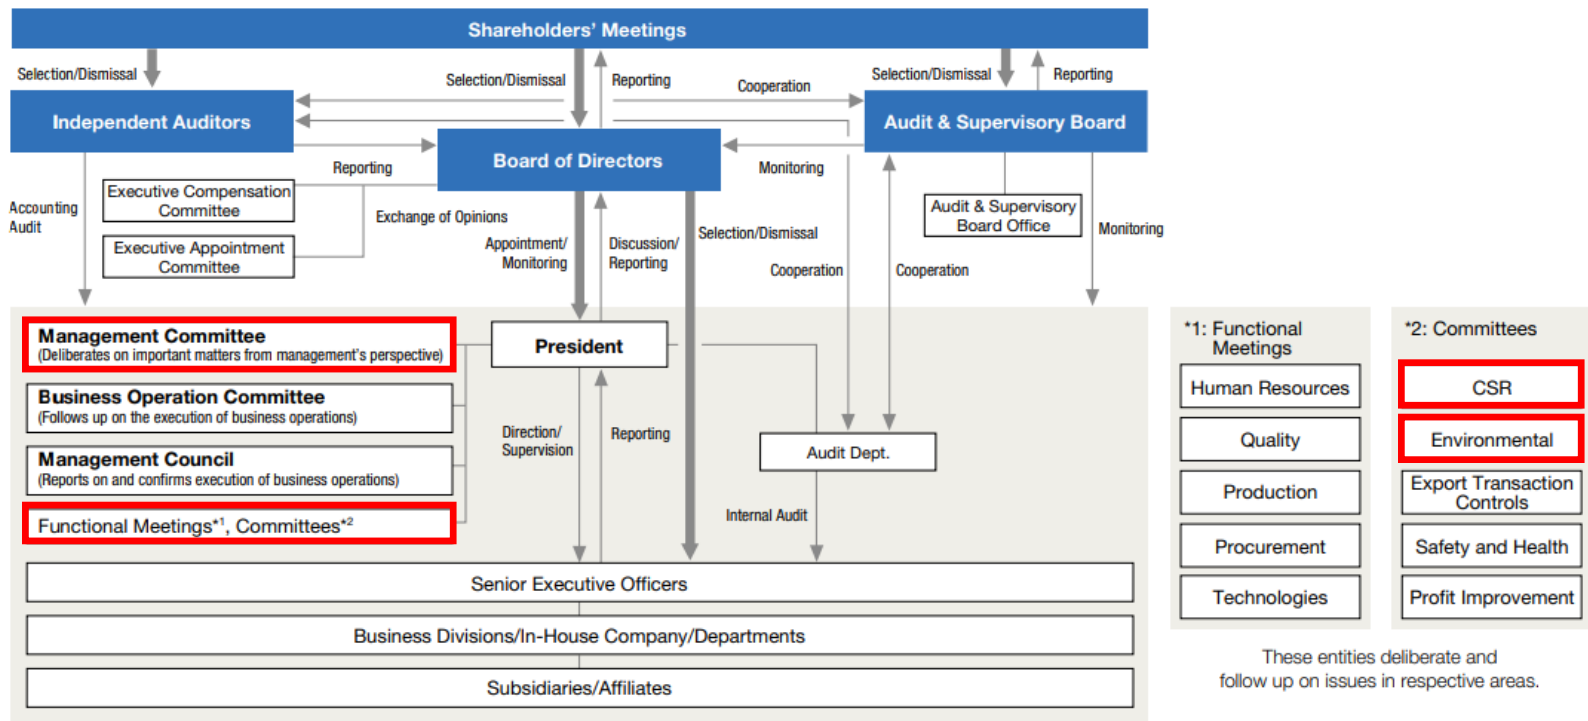 Shareholders' Meetings
Selection/Dismissal
Selection/Dismissal
Reporting
Cooperation
Selection/Dismissal
Reporting
Independent Auditors
Board of Directors
Audit & Supervisory Board
Reporting
Monitoring
Executive Compensation
Committee
Executive Appointment
Committee
Exchange of Opinions
Accounting
Audit
Appointment/
Monitoring
Discussion/
Reporting
Selection/Dismissal
Audit & Supervisory
Board Office
Cooperation
Cooperation
Monitoring
Management Committee
(Deliberates on important matters from management's perspective)
Business Operation Committee
(Follows up on the execution of business operations)
Management Council
(Reports on and confirms execution of business operations)
Functional Meetings*1, Committees*2
President
Direction/
Supervision
Reporting
Audit Dept.
Internal Audit
Senior Executive Officers
Business Divisions/In-House Company/Departments
Subsidiaries/Affiliates
*1: Functional
Meetings
Human Resources
Quality
Production
Procurement
Technologies
*2: Committees
CSR
Environmental
Export Transaction
Controls
Safety and Health
Profit Improvement
These entities deliberate and
follow up on issues in respective areas.